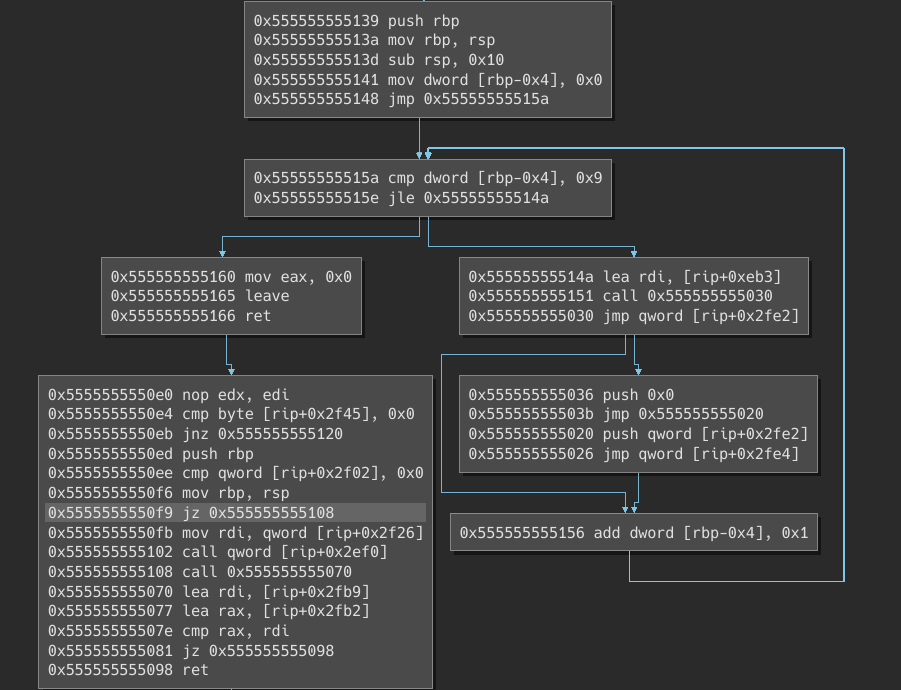 0x555555555139 push rbp
0x55555555513a mov rbp, rsp
0x55555555513d sub rsp, 0x10
0x555555555141 mov dword [rbp-0x4], 0x0
0x555555555148 jmp 0x55555555515a
0x55555555515a cmp dword [rbp-0x4], 0x9
0x55555555515e jle 0x55555555514a
0x555555555160 mov eax, 0x0
0x555555555165 leave
0x555555555166 ret
0x55555555514a lea rdi, [rip+0xeb3]
0x555555555151 call 0x555555555030
0x555555555030 jmp qword [rip+0x2fe2]
0x5555555550e0 nop edx, edi
0x5555555550e4 cmp byte [rip+0x2f45], 0x0
0x5555555550eb jnz 0x555555555120
0x5555555550ed push rbp
0x5555555550ee cmp qword [rip+0x2f02], 0x0
0x5555555550f6 mov rbp, rsp
0x5555555550f9 jz 0x555555555108
0x5555555550fb mov rdi, qword [rip+0x2f26]
0x555555555102 call qword [rip+0x2ef0]
0x555555555108 call 0x555555555070
0x555555555070 lea rdi, [rip+0x2fb9]
0x555555555077 lea rax, [rip+0x2fb2]
0x55555555507e cmp rax, rdi
0x555555555081 jz 0x555555555098
0x555555555098 ret
0x555555555036 push 0x0
0x55555555503b jmp 0x555555555020
0x555555555020 push qword [rip+0x2fe2]
0x555555555026 jmp qword [rip+0x2fe4]
0x555555555156 add dword [rbp-0x4], 0x1